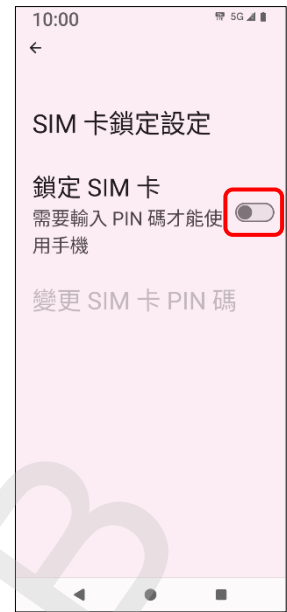 10:00 5G
SIM 卡鎖定設定
鎖定 SIM 卡
需要輸入 PIN 碼才能使
用手機
變更 SIM 卡 PIN 碼